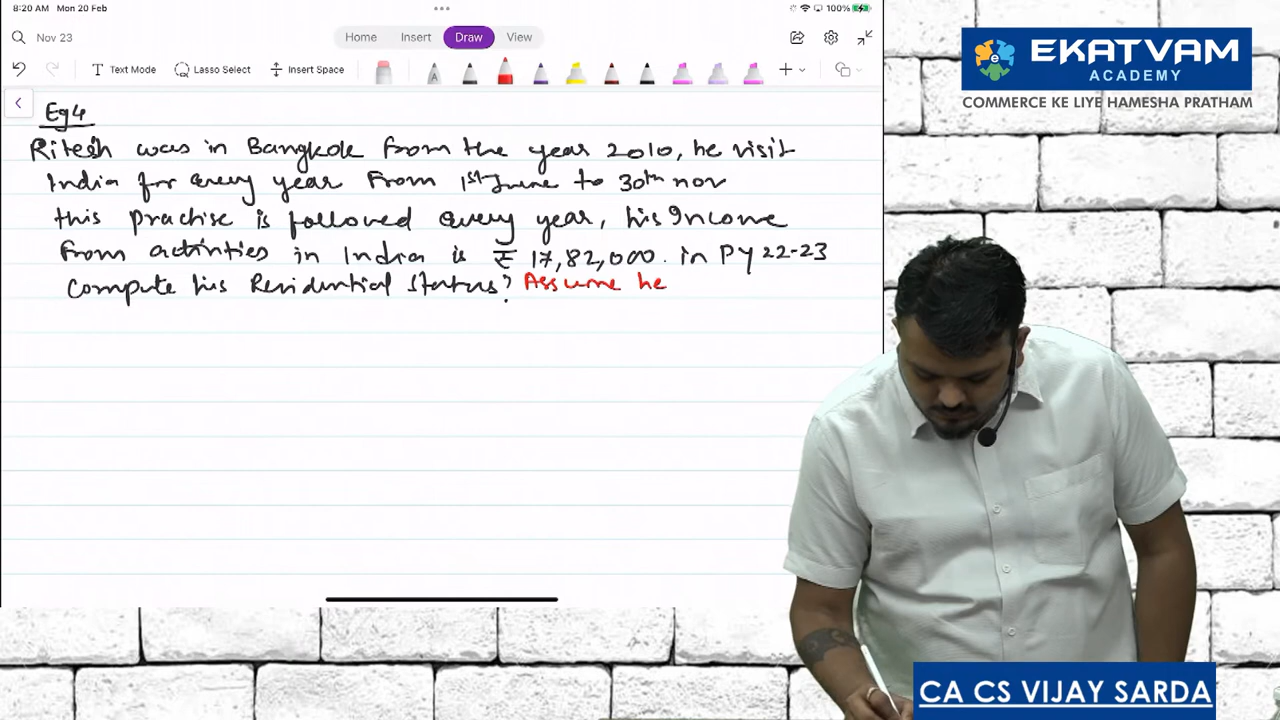 8:20 AM Mon 20 Feb
100%
Nov 23
Home Insert Draw View
Text Mode Lasso Select Insert Space
Eg 4
Ritesh was in Bangkok from the year 2010, he visit
India for every year from 1st June to 30th nov
this practise is followed every year, his Income
from activities in India is ₹ 17,82,000. in PY 22-23
Compute his Residential Status? Assume he
EKATVAM
ACADEMY
COMMERCE KE LIYE HAMESHA PRATHAM
CA CS VIJAY SARDA